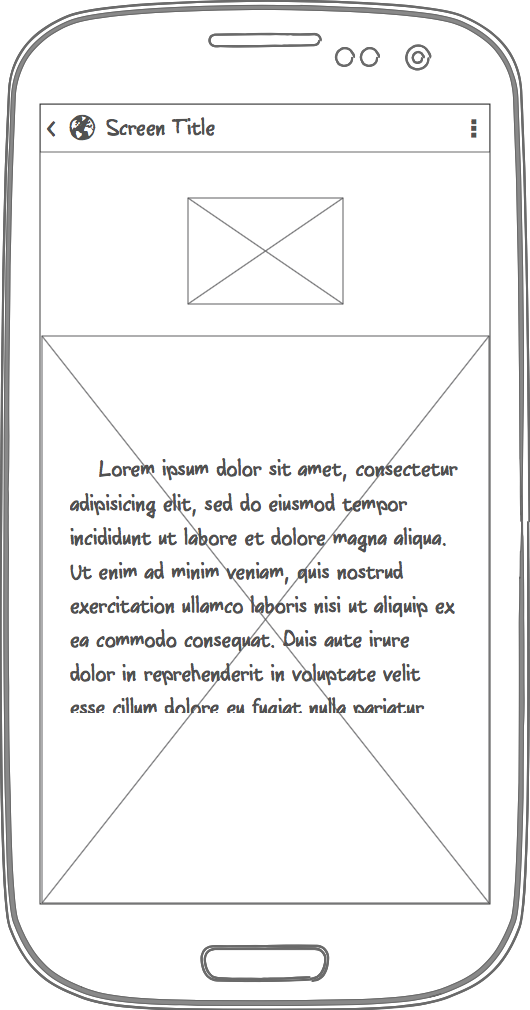 Screen Title
Lorem ipsum dolor sit amet, consectetur
adipisicing elit, sed do eiusmod tempor
incididunt ut labore et dolore magna aliqua.
Ut enim ad minim veniam, quis nostrud
exercitation ullamco laboris nisi ut aliquip ex
ea commodo consequat. Duis aute irure
dolor in reprehenderit in voluptate velit
esse cillum dolore eu fugiat nulla pariatur